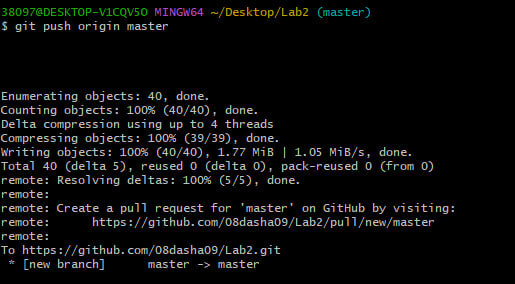 38097@DESKTOP-V1CQV5O MINGW64 ~/Desktop/Lab2 (master)
$ git push origin master
Enumerating objects: 40, done.
Counting objects: 100% (40/40), done.
Delta compression using up to 4 threads
Compressing objects: 100% (39/39), done.
Writing objects: 100% (40/40), 1.77 MiB | 1.05 MiB/s, done.
Total 40 (delta 5), reused 0 (delta 0), pack-reused 0 (from 0)
remote: Resolving deltas: 100% (5/5), done.
remote:
remote: Create a pull request for 'master' on GitHub by visiting:
remote:      https://github.com/08dasha09/Lab2/pull/new/master
remote:
To https://github.com/08dasha09/Lab2.git
 * [new branch]      master -> master